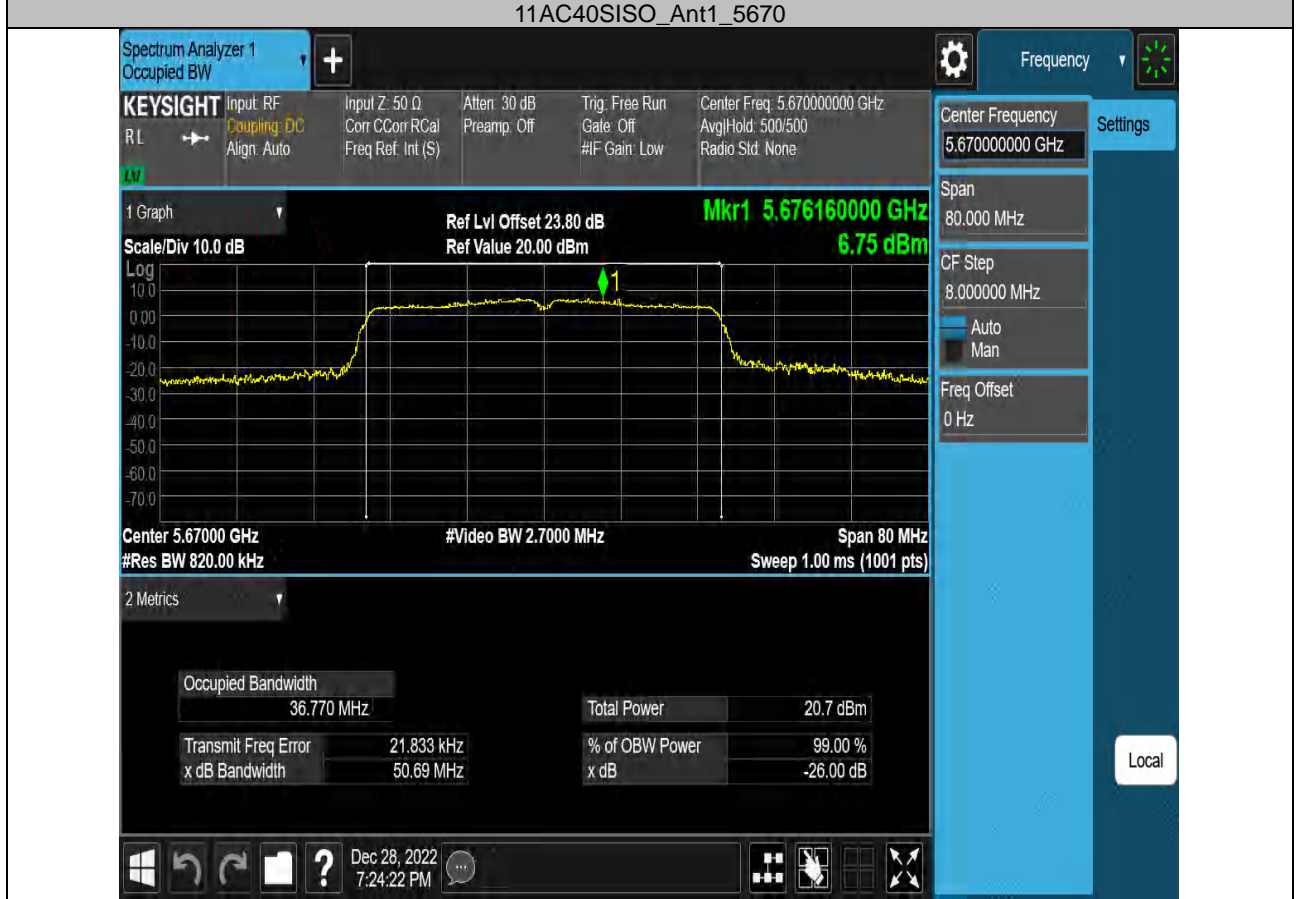 11AC40SISO_Ant1_5670
Spectrum Analyzer 1
Occupied BW
+
Frequency
KEYSIGHT
RL
Input: RF
Coupling: DC
Align: Auto
Input Z: 50 Ω
Corr CCorr RCal
Freq Ref: Int (S)
Atten: 30 dB
Preamp: Off
Trig: Free Run
Gate: Off
#IF Gain: Low
Center Freq: 5.670000000 GHz
Avg|Hold: 500/500
Radio Std: None
LXI
Center Frequency
5.670000000 GHz
Settings
Span
80.000 MHz
CF Step
8.000000 MHz
Auto
Man
Freq Offset
0 Hz
1 Graph
Scale/Div 10.0 dB
Ref Lvl Offset 23.80 dB
Ref Value 20.00 dBm
Mkr1 5.676160000 GHz
6.75 dBm
Log
10.0
0.00
-10.0
-20.0
-30.0
-40.0
-50.0
-60.0
-70.0
1
Center 5.67000 GHz
#Res BW 820.00 kHz
#Video BW 2.7000 MHz
Span 80 MHz
Sweep 1.00 ms (1001 pts)
2 Metrics
Occupied Bandwidth
36.770 MHz
Total Power 20.7 dBm
Transmit Freq Error 21.833 kHz
% of OBW Power 99.00 %
x dB Bandwidth 50.69 MHz
x dB -26.00 dB
Local
?
Dec 28, 2022
7:24:22 PM